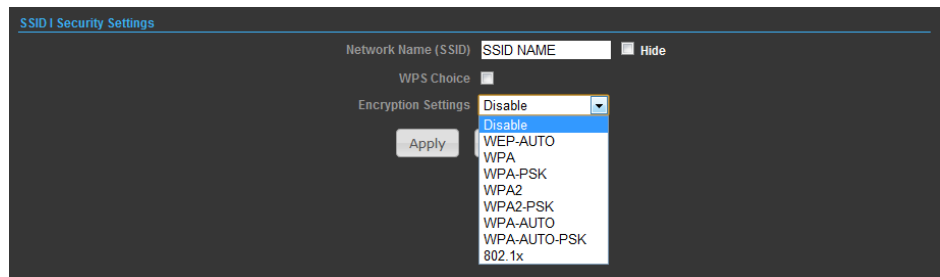 SSID I Security Settings
Network Name (SSID) SSID NAME Hide
WPS Choice
Encryption Settings Disable
Disable
WEP-AUTO
Apply
WPA
WPA-PSK
WPA2
WPA2-PSK
WPA-AUTO
WPA-AUTO-PSK
802.1x